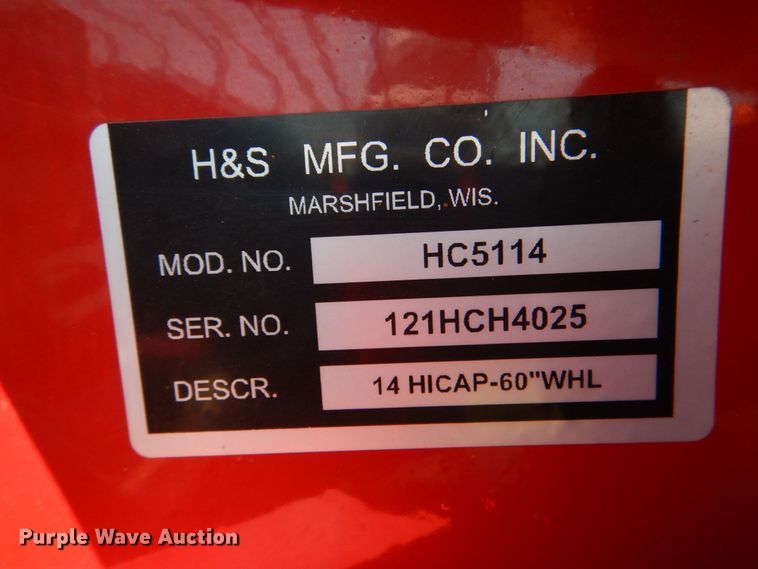 H&S MFG. CO. INC.
MARSHFIELD, WIS.
MOD. NO. HC5114
SER. NO. 121HCH4025
DESCR. 14 HICAP-60"WHL
Purple Wave Auction